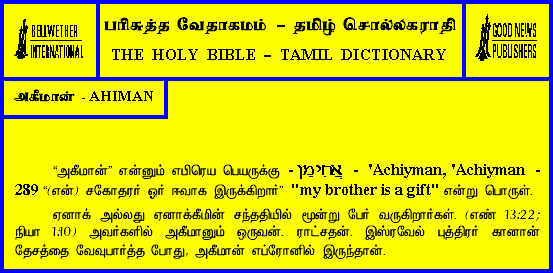 BELLWETHER
INTERNATIONAL
பரிசுத்த வேதாகமம் – தமிழ் சொல்லகராதி
THE HOLY BIBLE – TAMIL DICTIONARY
GOOD NEWS
PUBLISHERS
அகீமான் - AHIMAN
“அகீமான்” என்னும் எபிரெய பெயருக்கு - אֲחִימַן - 'Achiyman, 'Achiyman -
289 “(என்) சகோதரர் ஓர் ஈவாக இருக்கிறார்” "my brother is a gift" என்று பொருள்.
ஏனாக் அல்லது ஏனாக்கீமின் சந்ததியில் மூன்று பேர் வருகிறார்கள். (எண் 13:22;
நியா 1:10) அவர்களில் அகீமானும் ஒருவன். ராட்சதன். இஸ்ரவேல் புத்திரர் கானான்
தேசத்தை வேவுபார்த்த போது, அகீமான் எப்ரோனில் இருந்தான்.